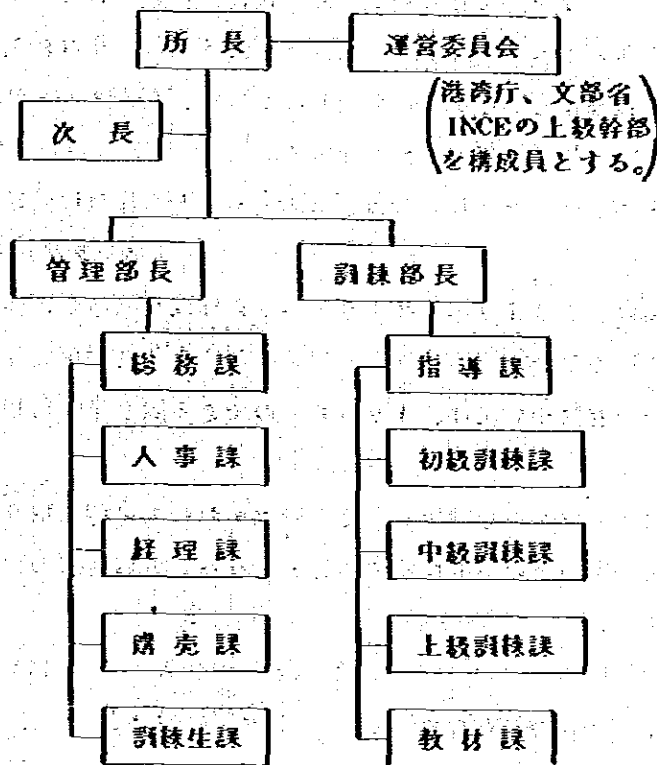 所長
運営委員会
(港湾庁、文部省
INCEの上級幹部
を構成員とする。)
次長
管理部長
訓練部長
総務課
指導課
人事課
初級訓練課
経理課
中級訓練課
購売課
上級訓練課
訓練生課
教材課